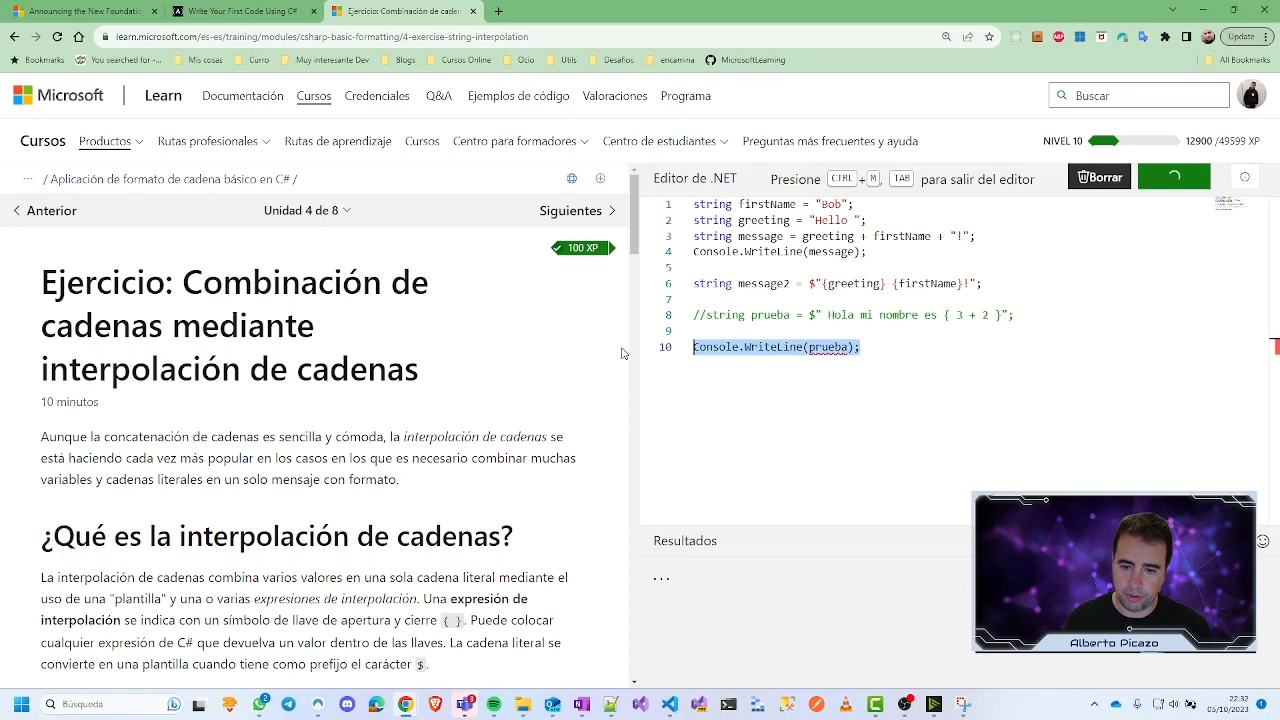 Announcing the New Foundatic
Write Your First Code Using C#
Ejercicio: Combinación de cader
learn.microsoft.com/es-es/training/modules/csharp-basic-formatting/4-exercise-string-interpolation
Update
Bookmarks
You searched for -...
Mis cosas
Curro
Muy interesante Dev
Blogs
Cursos Online
Ocio
Utils
Desafios
encamina
MicrosoftLearning
All Bookmarks
Microsoft
Learn
Documentación
Cursos
Credenciales
Q&A
Ejemplos de código
Valoraciones
Programa
Buscar
Cursos
Productos
Rutas profesionales
Rutas de aprendizaje
Cursos
Centro para formadores
Centro de estudiantes
Preguntas más frecuentes y ayuda
NIVEL 10
12900 /49599 XP
... / Aplicación de formato de cadena básico en C# /
Anterior
Unidad 4 de 8
Siguientes
100 XP
Ejercicio: Combinación de
cadenas mediante
interpolación de cadenas
10 minutos
Aunque la concatenación de cadenas es sencilla y cómoda, la interpolación de cadenas se
está haciendo cada vez más popular en los casos en los que es necesario combinar muchas
variables y cadenas literales en un solo mensaje con formato.
¿Qué es la interpolación de cadenas?
La interpolación de cadenas combina varios valores en una sola cadena literal mediante el
uso de una "plantilla" y una o varias expresiones de interpolación. Una expresión de
interpolación se indica con un símbolo de llave de apertura y cierre { }. Puede colocar
cualquier expresión de C# que devuelva un valor dentro de las llaves. La cadena literal se
convierte en una plantilla cuando tiene como prefijo el carácter $.
Editor de .NET
Presione CTRL + M, TAB para salir del editor
Borrar
1 string firstName = "Bob";
2 string greeting = "Hello ";
3 string message = greeting + firstName + "!";
4 Console.WriteLine(message);
5
6 string message2 = $"{greeting} {firstName}!";
7
8 //string prueba = $" Hola mi nombre es { 3 + 2 }";
9
10 Console.WriteLine(prueba);
Resultados
...
Alberto Picazo
Búsqueda
2
22:32
05/10/2023